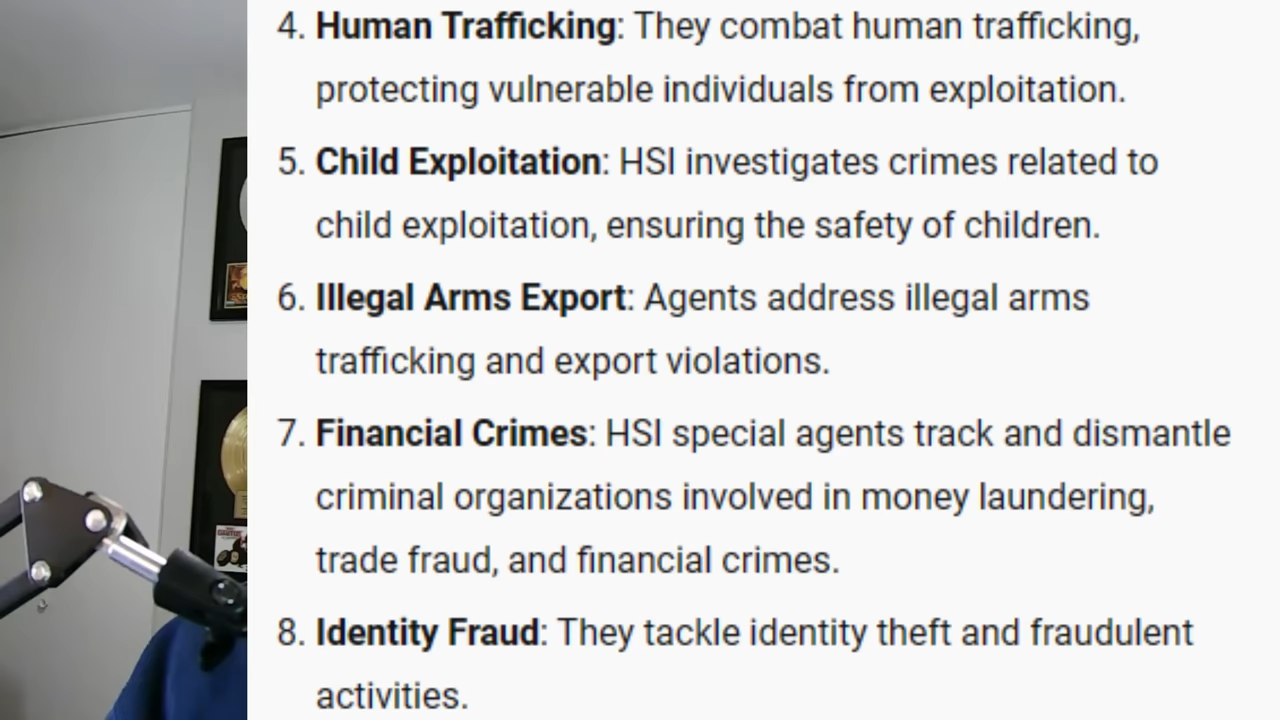 4. Human Trafficking: They combat human trafficking,
protecting vulnerable individuals from exploitation.
5. Child Exploitation: HSI investigates crimes related to
child exploitation, ensuring the safety of children.
6. Illegal Arms Export: Agents address illegal arms
trafficking and export violations.
7. Financial Crimes: HSI special agents track and dismantle
criminal organizations involved in money laundering,
trade fraud, and financial crimes.
8. Identity Fraud: They tackle identity theft and fraudulent
activities.